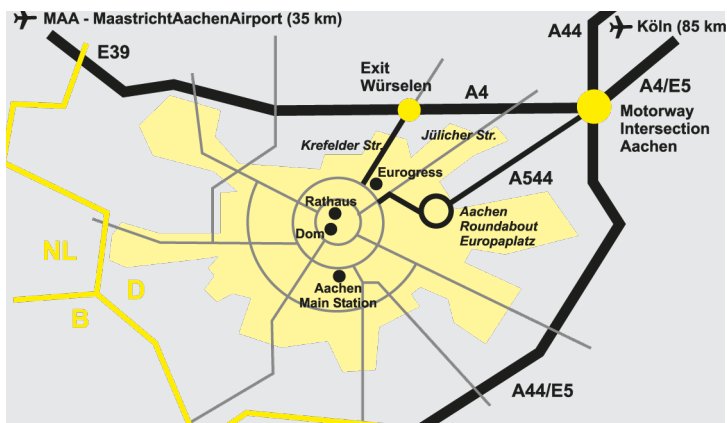 MAA - MaastrichtAachenAirport (35 km)
A44
Köln (85 km
E39
Exit
Würselen
A4
A4/E5
Motorway
Intersection
Aachen
Krefelder Str.
Jülicher Str.
Eurogress
A544
Rathaus
Dom
Aachen
Roundabout
Europaplatz
NL
D
B
Aachen
Main Station
A44/E5